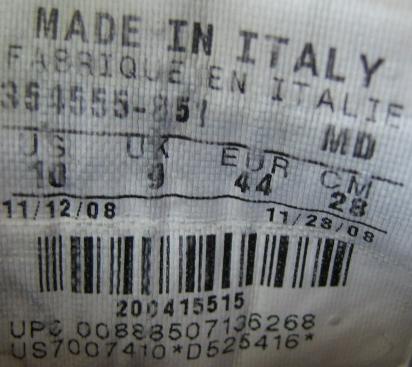 MADE IN ITALY
FABRIQUE EN ITALIE
354555-851
MD
US UK EUR CM
10 9 44 28
11/12/08 11/28/08
200415515
UPC 00888507136268
US7007410*D525416*